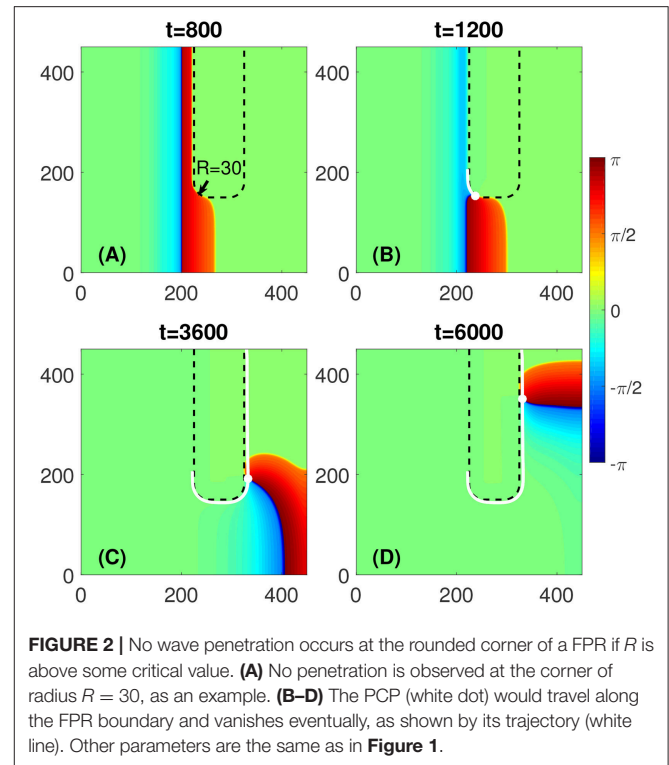 t=800
t=1200
400
200
0
R=30
(A)
0
200
400
400
200
0
(B)
0
200
400
π
π/2
0
-π/2
-π
t=3600
t=6000
400
200
0
(C)
0
200
400
400
200
0
(D)
0
200
400
FIGURE 2 | No wave penetration occurs at the rounded corner of a FPR if R is
above some critical value. (A) No penetration is observed at the corner of
radius R = 30, as an example. (B–D) The PCP (white dot) would travel along
the FPR boundary and vanishes eventually, as shown by its trajectory (white
line). Other parameters are the same as in Figure 1.